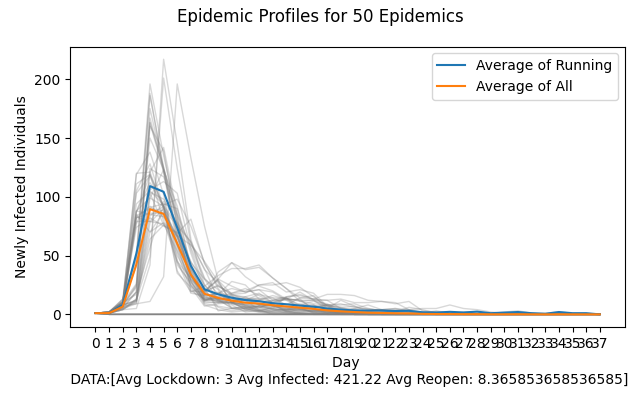 Epidemic Profiles for 50 Epidemics
Average of Running
Average of All
Newly Infected Individuals
200
150
100
50
0
0 1 2 3 4 5 6 7 8 9 10 11 12 13 14 15 16 17 18 19 20 21 22 23 24 25 26 27 28 29 30 31 32 33 34 35 36 37
Day
DATA:[Avg Lockdown: 3 Avg Infected: 421.22 Avg Reopen: 8.365853658536585]